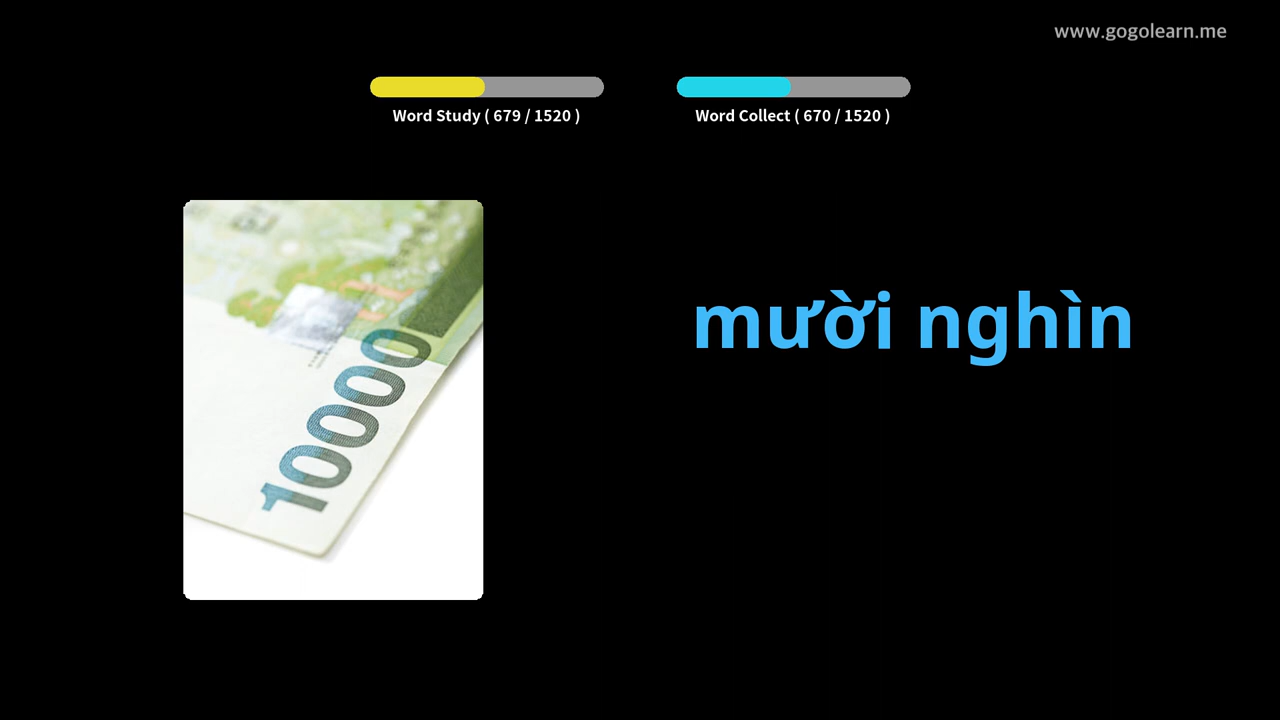 www.gogolearn.me
Word Study ( 679 / 1520 )
Word Collect ( 670 / 1520 )
10000
mười nghìn